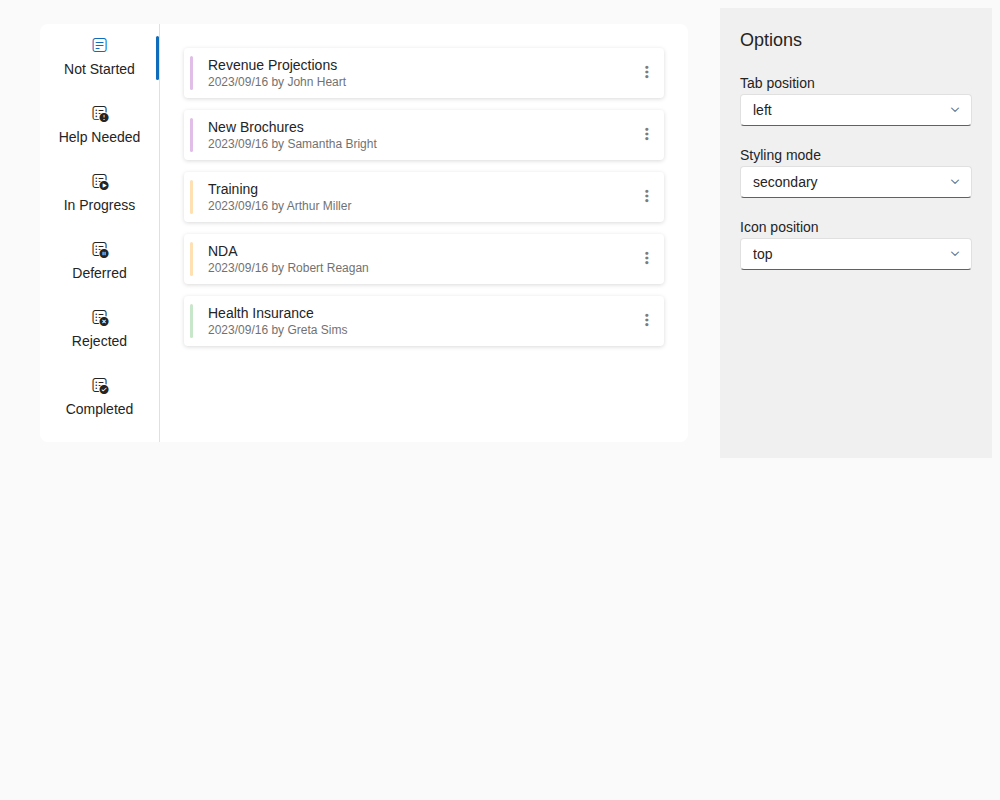 Not Started
Help Needed
In Progress
Deferred
Rejected
Completed
Revenue Projections
2023/09/16 by John Heart
New Brochures
2023/09/16 by Samantha Bright
Training
2023/09/16 by Arthur Miller
NDA
2023/09/16 by Robert Reagan
Health Insurance
2023/09/16 by Greta Sims
Options
Tab position
left
Styling mode
secondary
Icon position
top